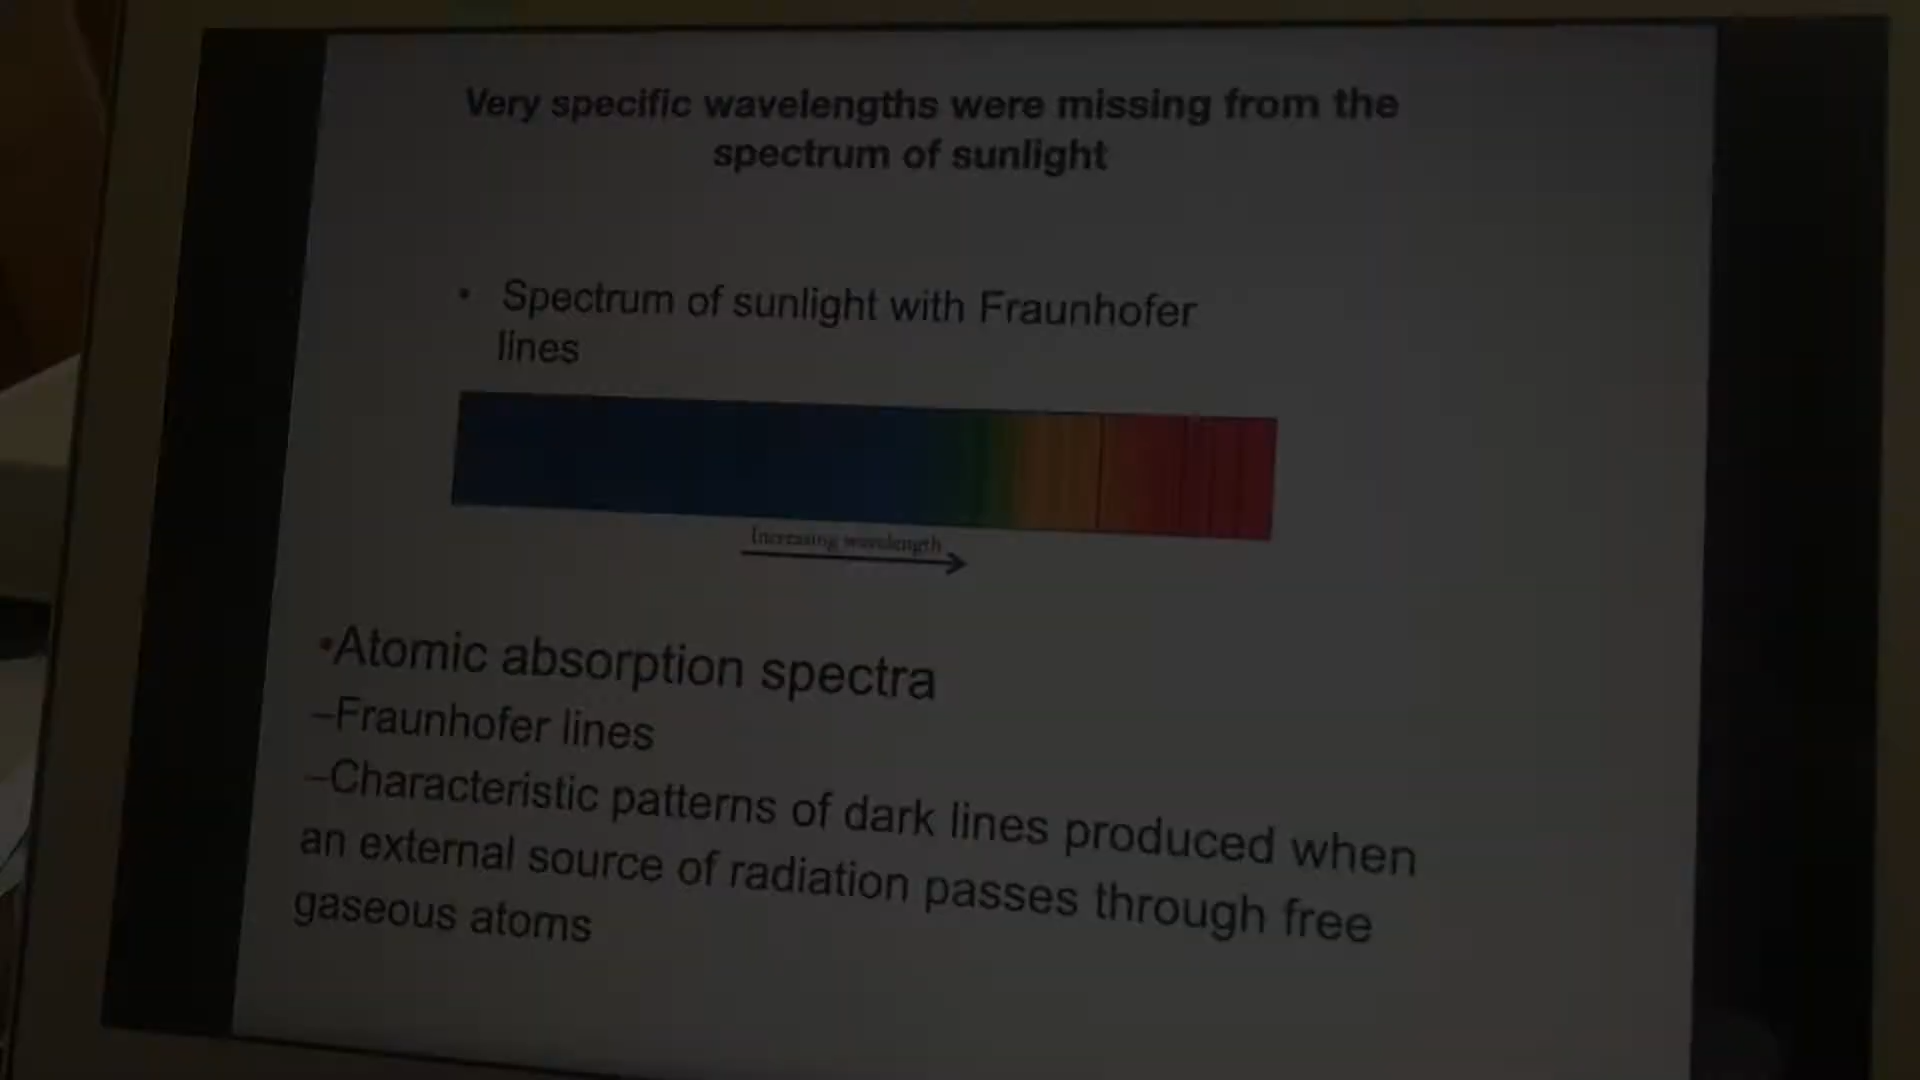 Very specific wavelengths were missing from the
spectrum of sunlight
• Spectrum of sunlight with Fraunhofer
lines
Increasing wavelength
•Atomic absorption spectra
–Fraunhofer lines
–Characteristic patterns of dark lines produced when
an external source of radiation passes through free
gaseous atoms